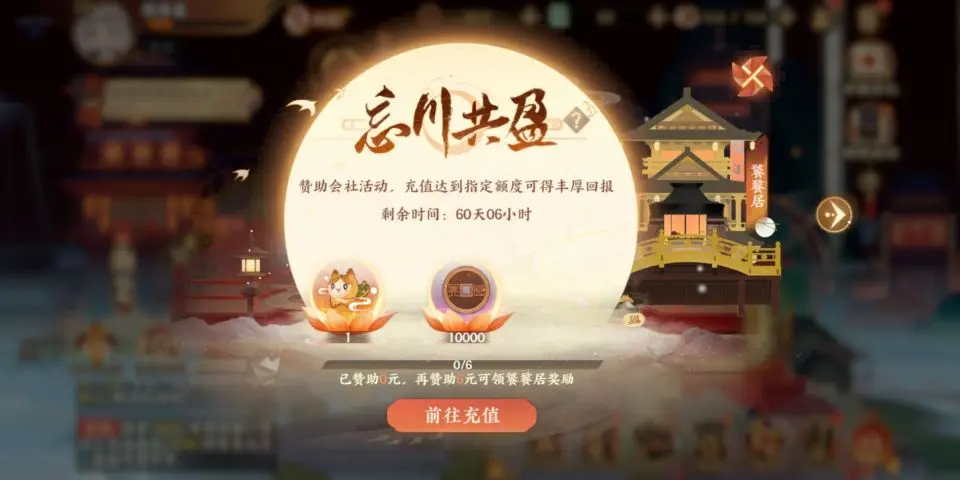 忘川共盈
?
赞助会社活动，充值达到指定额度可得丰厚回报
剩余时间：60天06小时
饕餮居
1
10000
0/6
已赞助0元，再赞助6元可领饕餮居奖励
前往充值